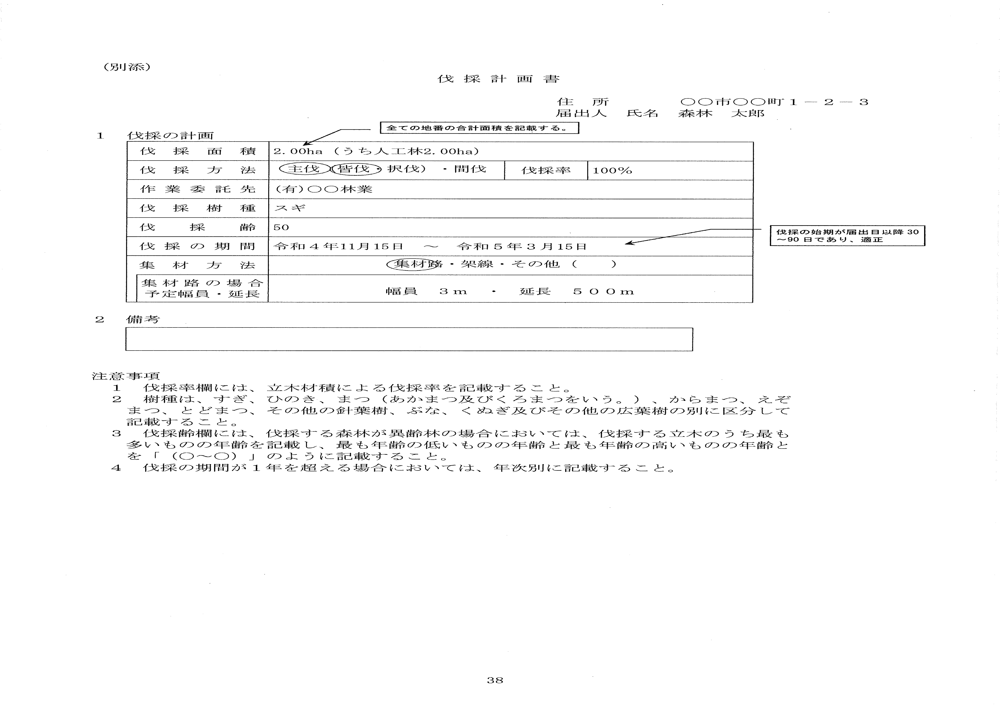 （別添）
伐採計画書
住　所　　　　〇〇市〇〇町１－２－３
届出人　氏名　森林　太郎
全ての地番の合計面積を記載する。
１　伐採の計画
伐採面積　2.00ha（うち人工林2.00ha）
伐採方法　主伐（皆伐・択伐）・間伐　伐採率　100％
作業委託先　(有)〇〇林業
伐採樹種　スギ
伐採齢　50
伐採の期間　令和４年11月15日　～　令和５年３月15日
伐採の始期が届出日以降 30
～90 日であり、適正
集材方法　集材路・架線・その他（　　）
集材路の場合
予定幅員・延長　幅員　３ｍ　・　延長　５００ｍ
２　備考
注意事項
１　伐採率欄には、立木材積による伐採率を記載すること。
２　樹種は、すぎ、ひのき、まつ（あかまつ及びくろまつをいう。）、からまつ、えぞ
まつ、とどまつ、その他の針葉樹、ぶな、くぬぎ及びその他の広葉樹の別に区分して
記載すること。
３　伐採齢欄には、伐採する森林が異齢林の場合においては、伐採する立木のうち最も
多いものの年齢を記載し、最も年齢の低いものの年齢と最も年齢の高いものの年齢と
を「（〇～〇）」のように記載すること。
４　伐採の期間が１年を超える場合においては、年次別に記載すること。
38